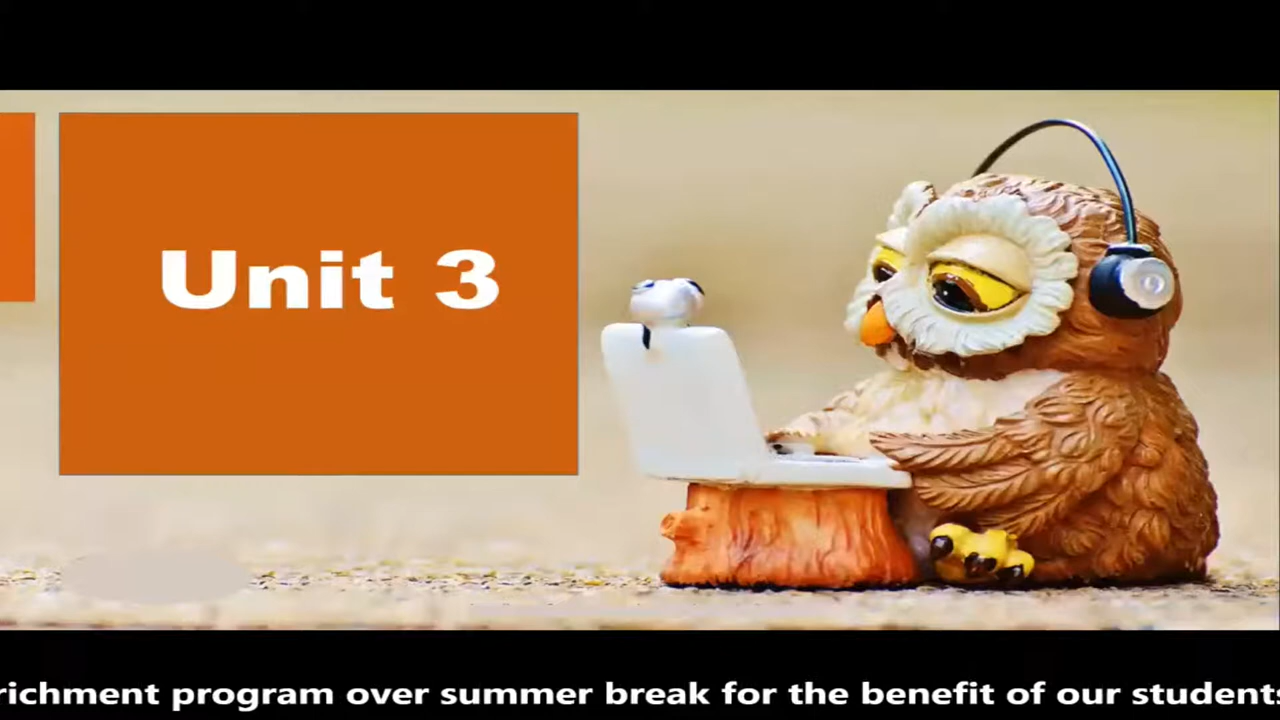 Unit 3
richment program over summer break for the benefit of our students